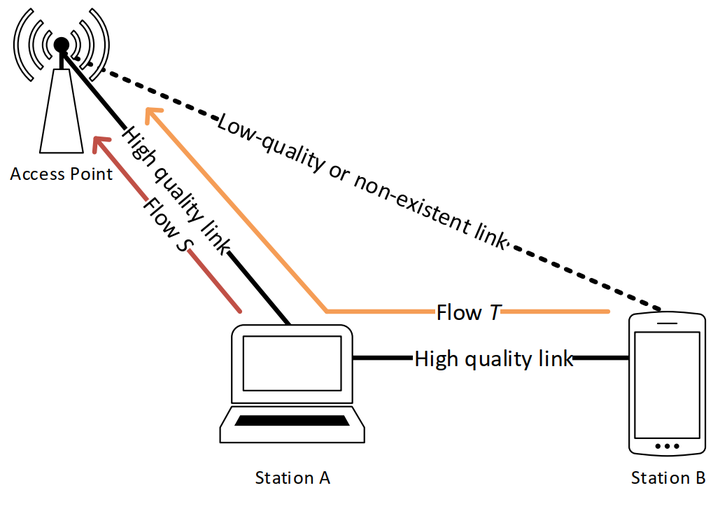 Low-quality or non-existent link
Access Point
High quality link
Flow S
Flow T
High quality link
Station A
Station B